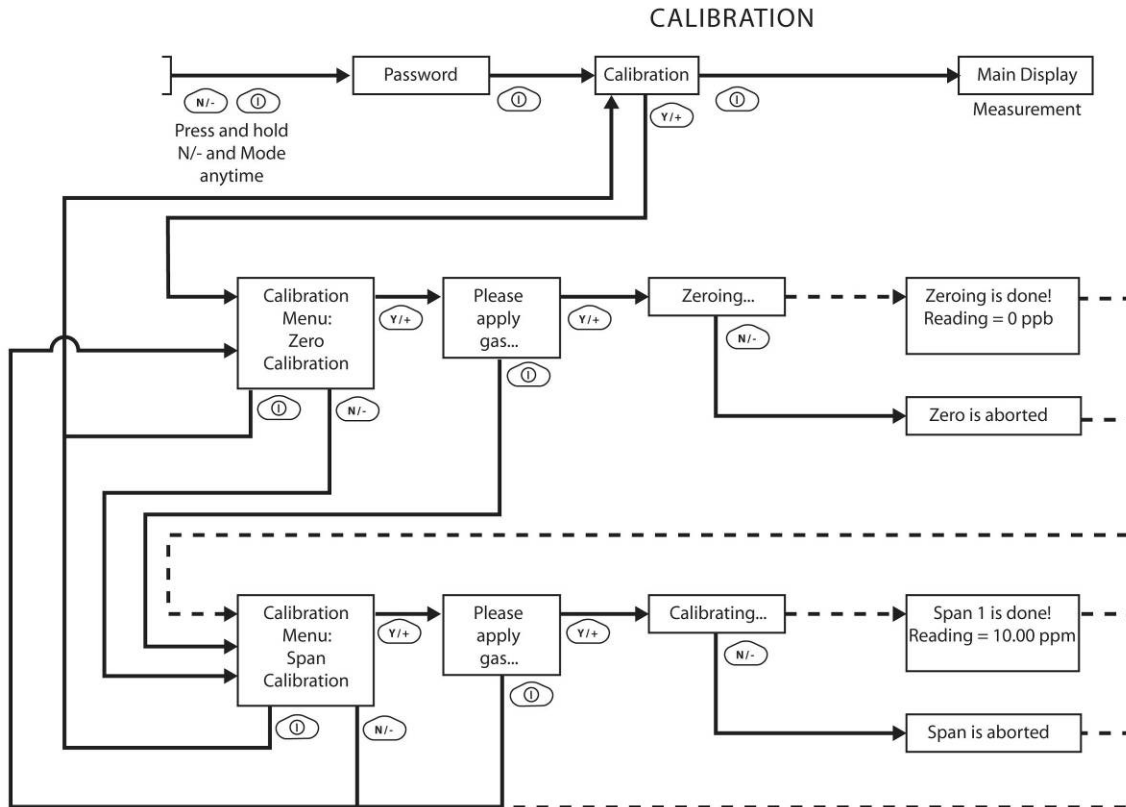 CALIBRATION
Password
Calibration
Main Display
N/-
Y/+
Measurement
Press and hold
N/- and Mode
anytime
Calibration
Menu:
Zero
Calibration
Y/+
Please
apply
gas...
Y/+
Zeroing...
N/-
Zeroing is done!
Reading = 0 ppb
N/-
Zero is aborted
Calibration
Menu:
Span
Calibration
Y/+
Please
apply
gas...
Y/+
Calibrating...
N/-
Span 1 is done!
Reading = 10.00 ppm
N/-
Span is aborted